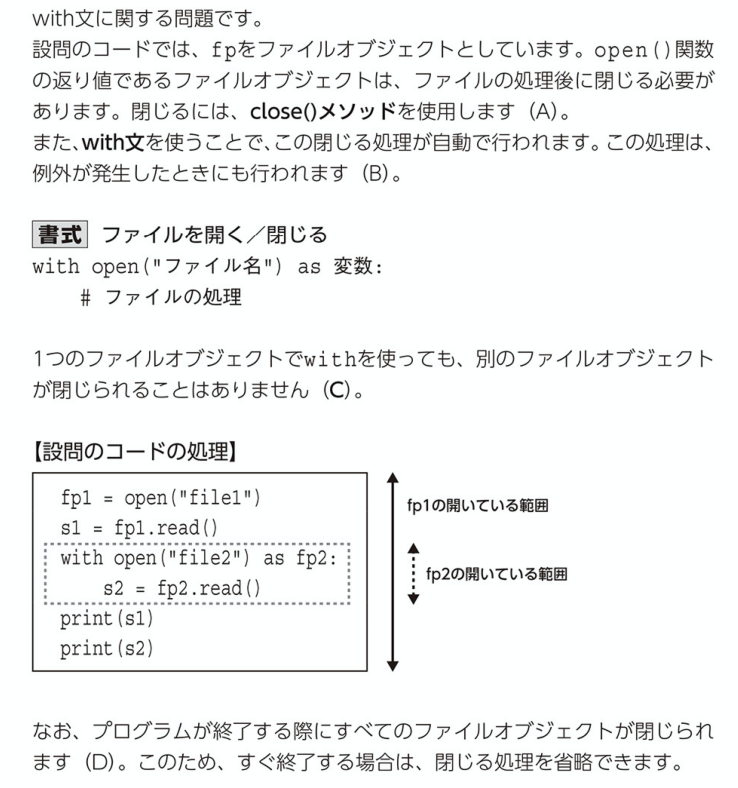 with文に関する問題です。
設問のコードでは、fpをファイルオブジェクトとしています。open()関数
の返り値であるファイルオブジェクトは、ファイルの処理後に閉じる必要が
あります。閉じるには、close()メソッドを使用します（A）。
また、with文を使うことで、この閉じる処理が自動で行われます。この処理は、
例外が発生したときにも行われます（B）。
書式 ファイルを開く／閉じる
with open("ファイル名") as 変数:
    # ファイルの処理
1つのファイルオブジェクトでwithを使っても、別のファイルオブジェクト
が閉じられることはありません（C）。
【設問のコードの処理】
fp1 = open("file1")
s1 = fp1.read()
with open("file2") as fp2:
    s2 = fp2.read()
print(s1)
print(s2)
fp1の開いている範囲
fp2の開いている範囲
なお、プログラムが終了する際にすべてのファイルオブジェクトが閉じられ
ます（D）。このため、すぐ終了する場合は、閉じる処理を省略できます。